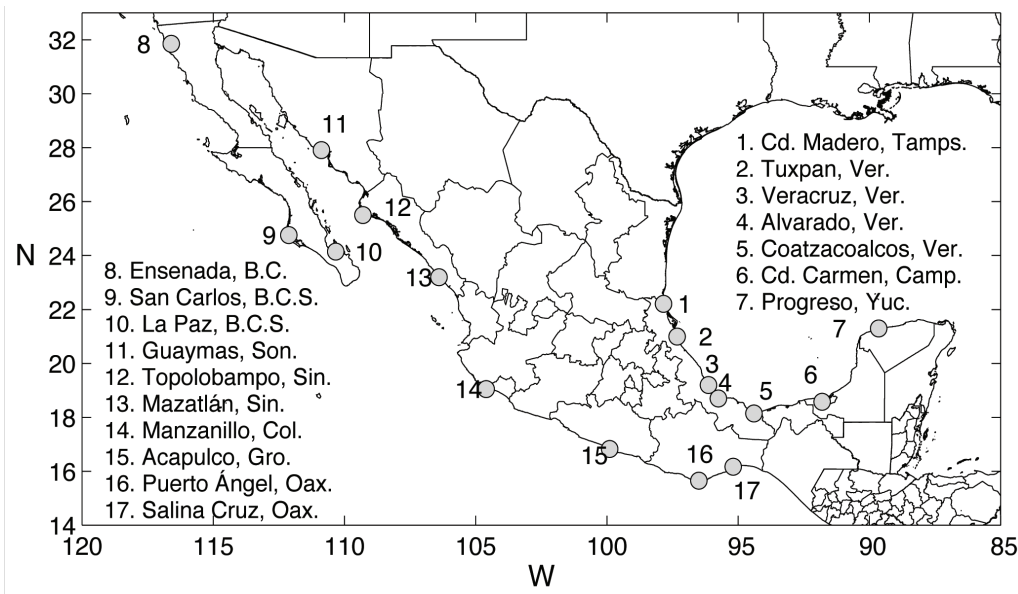 32
30
28
26
N 24
22
20
18
16
14
120 115 110 105 100 95 90 85
W
8
11
12
9
10
13
14
15
16
17
1
2
3
4
5
6
7
1. Cd. Madero, Tamps.
2. Tuxpan, Ver.
3. Veracruz, Ver.
4. Alvarado, Ver.
5. Coatzacoalcos, Ver.
6. Cd. Carmen, Camp.
7. Progreso, Yuc.
8. Ensenada, B.C.
9. San Carlos, B.C.S.
10. La Paz, B.C.S.
11. Guaymas, Son.
12. Topolobampo, Sin.
13. Mazatlán, Sin.
14. Manzanillo, Col.
15. Acapulco, Gro.
16. Puerto Ángel, Oax.
17. Salina Cruz, Oax.